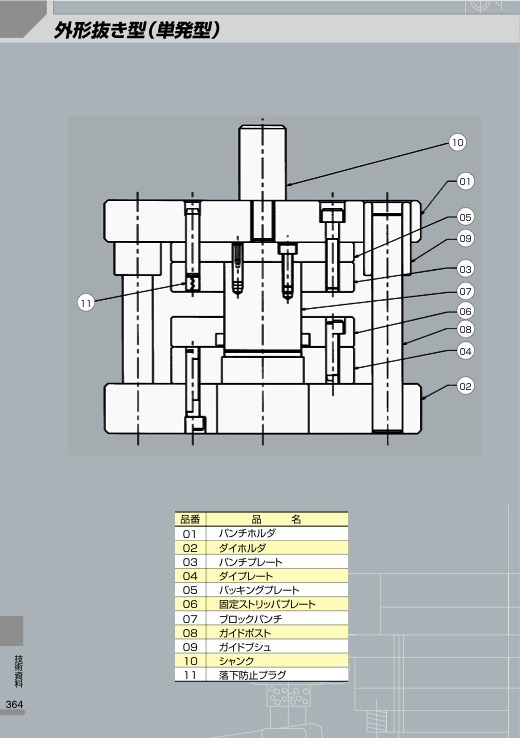 外形抜き型(単発型)
10
01
05
09
03
07
11
06
08
04
02
品番 品 名
01 パンチホルダ
02 ダイホルダ
03 パンチプレート
04 ダイプレート
05 バッキングプレート
06 固定ストリッパプレート
07 ブロックパンチ
08 ガイドポスト
09 ガイドブシュ
10 シャンク
11 落下防止プラグ
技術資料
364